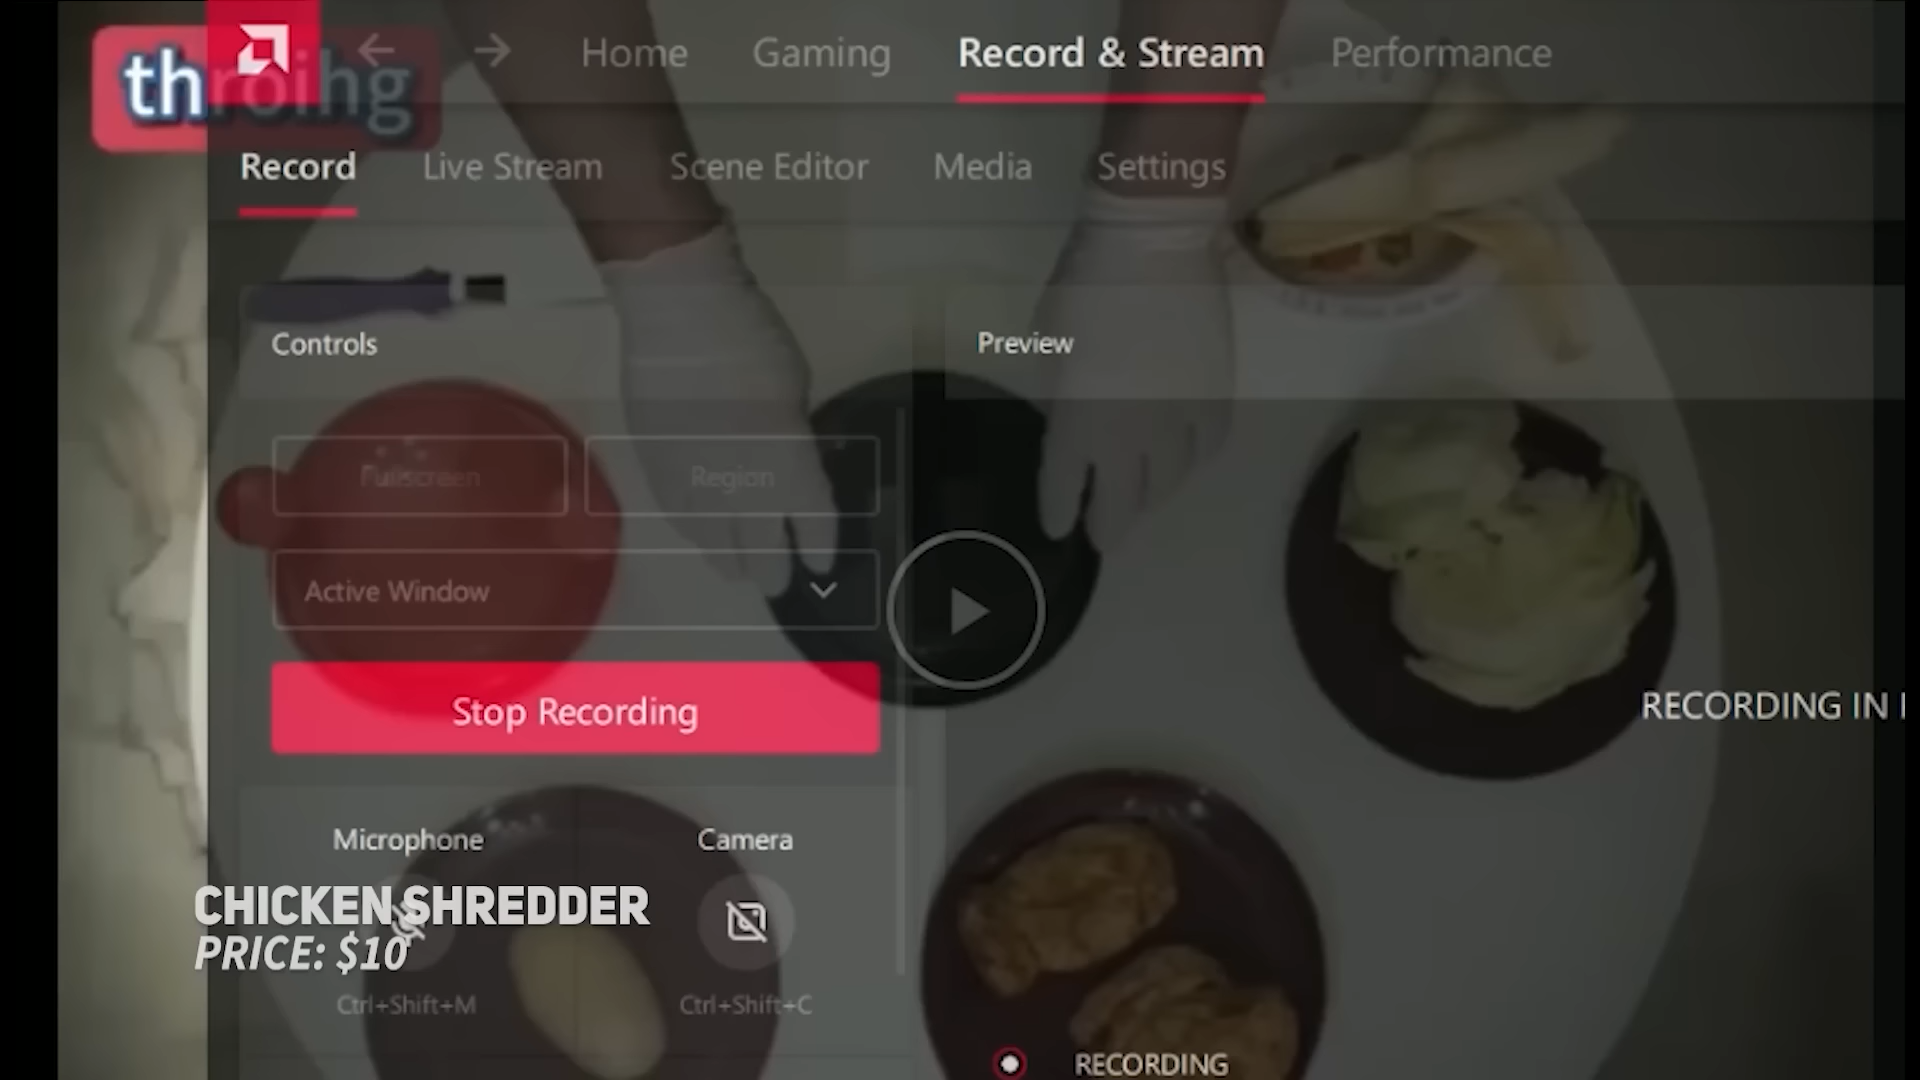 throihg
Home Gaming Record & Stream Performance
Record Live Stream Scene Editor Media Settings
Controls
Preview
Fullscreen Region
Active Window
Stop Recording
RECORDING IN
Microphone Camera
CHICKEN SHREDDER
PRICE: $10
Ctrl+Shift+M Ctrl+Shift+C
RECORDING